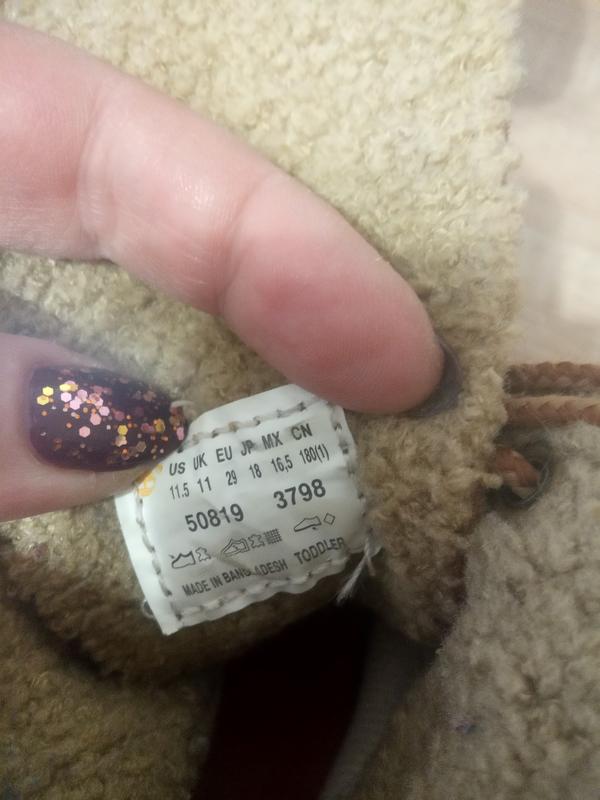 US UK EU JP MX CN
11.5 11 29 18 16,5 180(1)
50819 3798
MADE IN BANGLADESH TODDLER